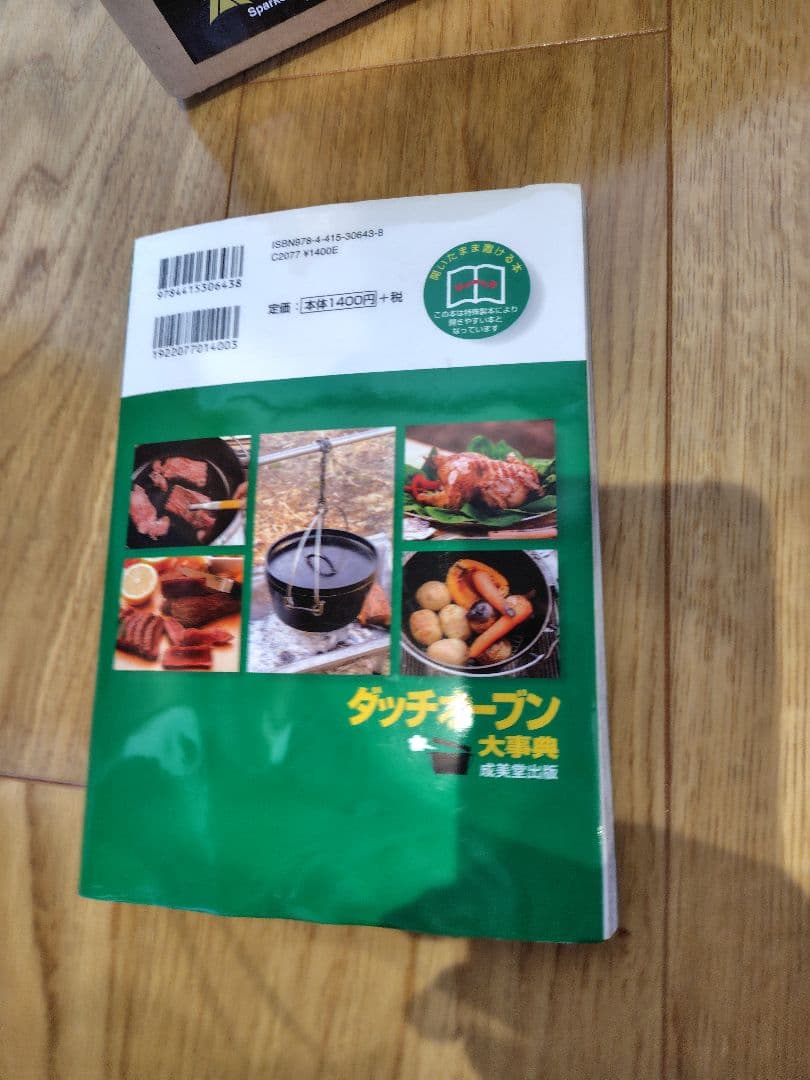 Spark
ISBN978-4-415-30643-8
C2077 ¥1400E
9784415306438
定価：本体1400円＋税
1922077014003
開いたまま置ける本
この本は特殊製本により
開きやすい本と
なっています
ダッチオーブン
大事典
成美堂出版